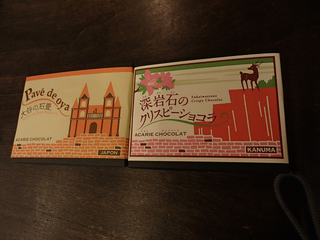 Pavé de oya
大谷の石畳
ACARIE CHOCOLAT
JAPON
深岩石の
Fukaiwaseki
Crispy Chocolat
クリスピーショコラ
ACARIE CHOCOLAT
KANUMA